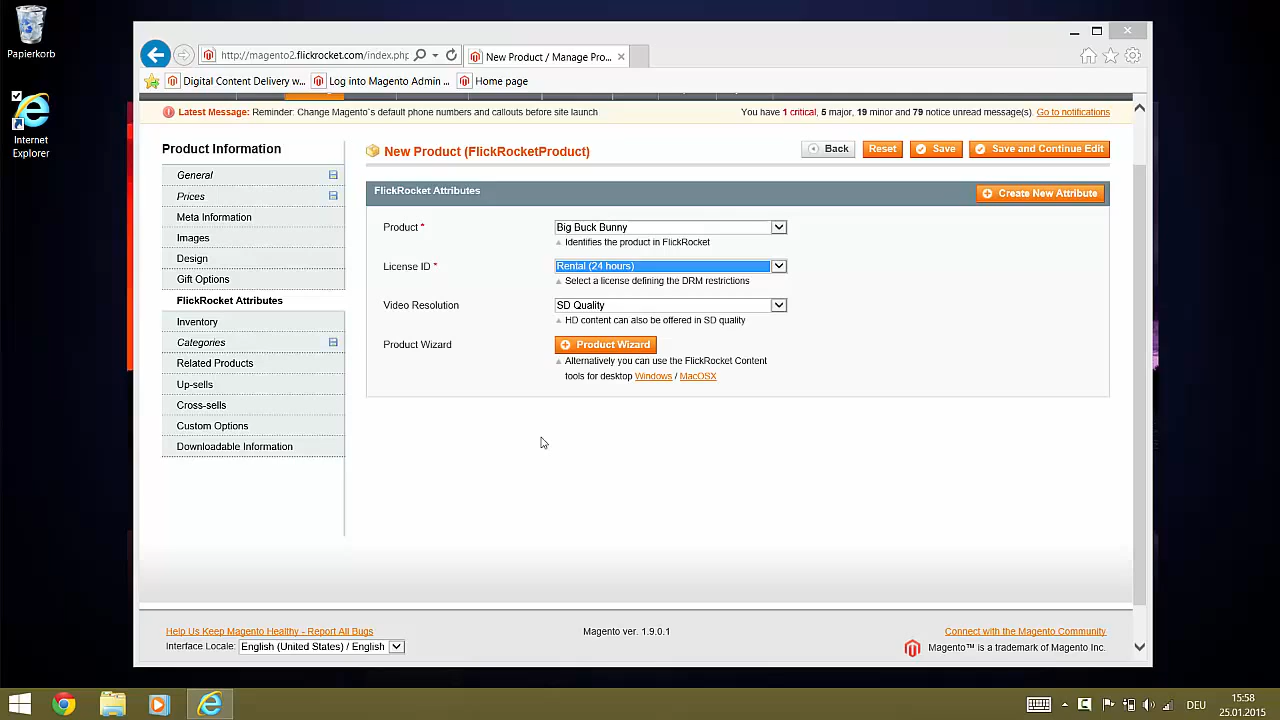 Papierkorb
Internet
Explorer
http://magento2.flickrocket.com/index.php
New Product / Manage Pro...
Digital Content Delivery w...
Log into Magento Admin ...
Home page
Latest Message: Reminder: Change Magento's default phone numbers and callouts before site launch
You have 1 critical, 5 major, 19 minor and 79 notice unread message(s). Go to notifications
Product Information
General
Prices
Meta Information
Images
Design
Gift Options
FlickRocket Attributes
Inventory
Categories
Related Products
Up-sells
Cross-sells
Custom Options
Downloadable Information
New Product (FlickRocketProduct)
Back
Reset
Save
Save and Continue Edit
FlickRocket Attributes
Create New Attribute
Product *
Big Buck Bunny
Identifies the product in FlickRocket
License ID *
Rental (24 hours)
Select a license defining the DRM restrictions
Video Resolution
SD Quality
HD content can also be offered in SD quality
Product Wizard
Product Wizard
Alternatively you can use the FlickRocket Content
tools for desktop Windows / MacOSX
Help Us Keep Magento Healthy - Report All Bugs
Interface Locale: English (United States) / English
Magento ver. 1.9.0.1
Connect with the Magento Community
Magento™ is a trademark of Magento Inc.
DEU
15:58
25.01.2015